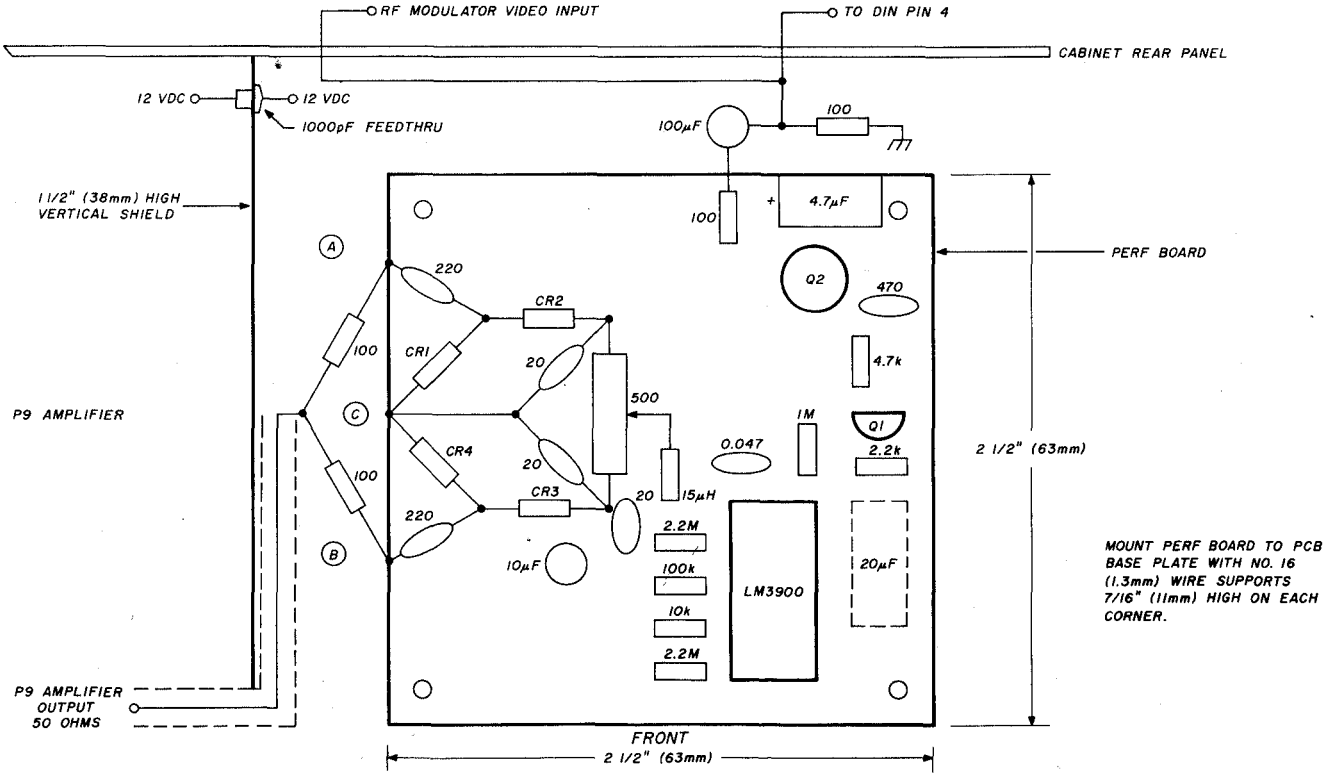 RF MODULATOR VIDEO INPUT
TO DIN PIN 4
CABINET REAR PANEL
12 VDC
12 VDC
1000pF FEEDTHRU
100µF
100
1 1/2" (38mm) HIGH
VERTICAL SHIELD
100
+
4.7µF
PERF BOARD
A
220
Q2
470
CR2
100
CR1
20
4.7k
500
P9 AMPLIFIER
C
1M
Q1
CR4
0.047
2.2k
2 1/2" (63mm)
100
20
CR3
20
15µH
220
2.2M
B
10µF
100k
LM3900
20µF
10k
2.2M
MOUNT PERF BOARD TO PCB
BASE PLATE WITH NO. 16
(1.3mm) WIRE SUPPORTS
7/16" (11mm) HIGH ON EACH
CORNER.
P9 AMPLIFIER
OUTPUT
50 OHMS
FRONT
2 1/2" (63mm)